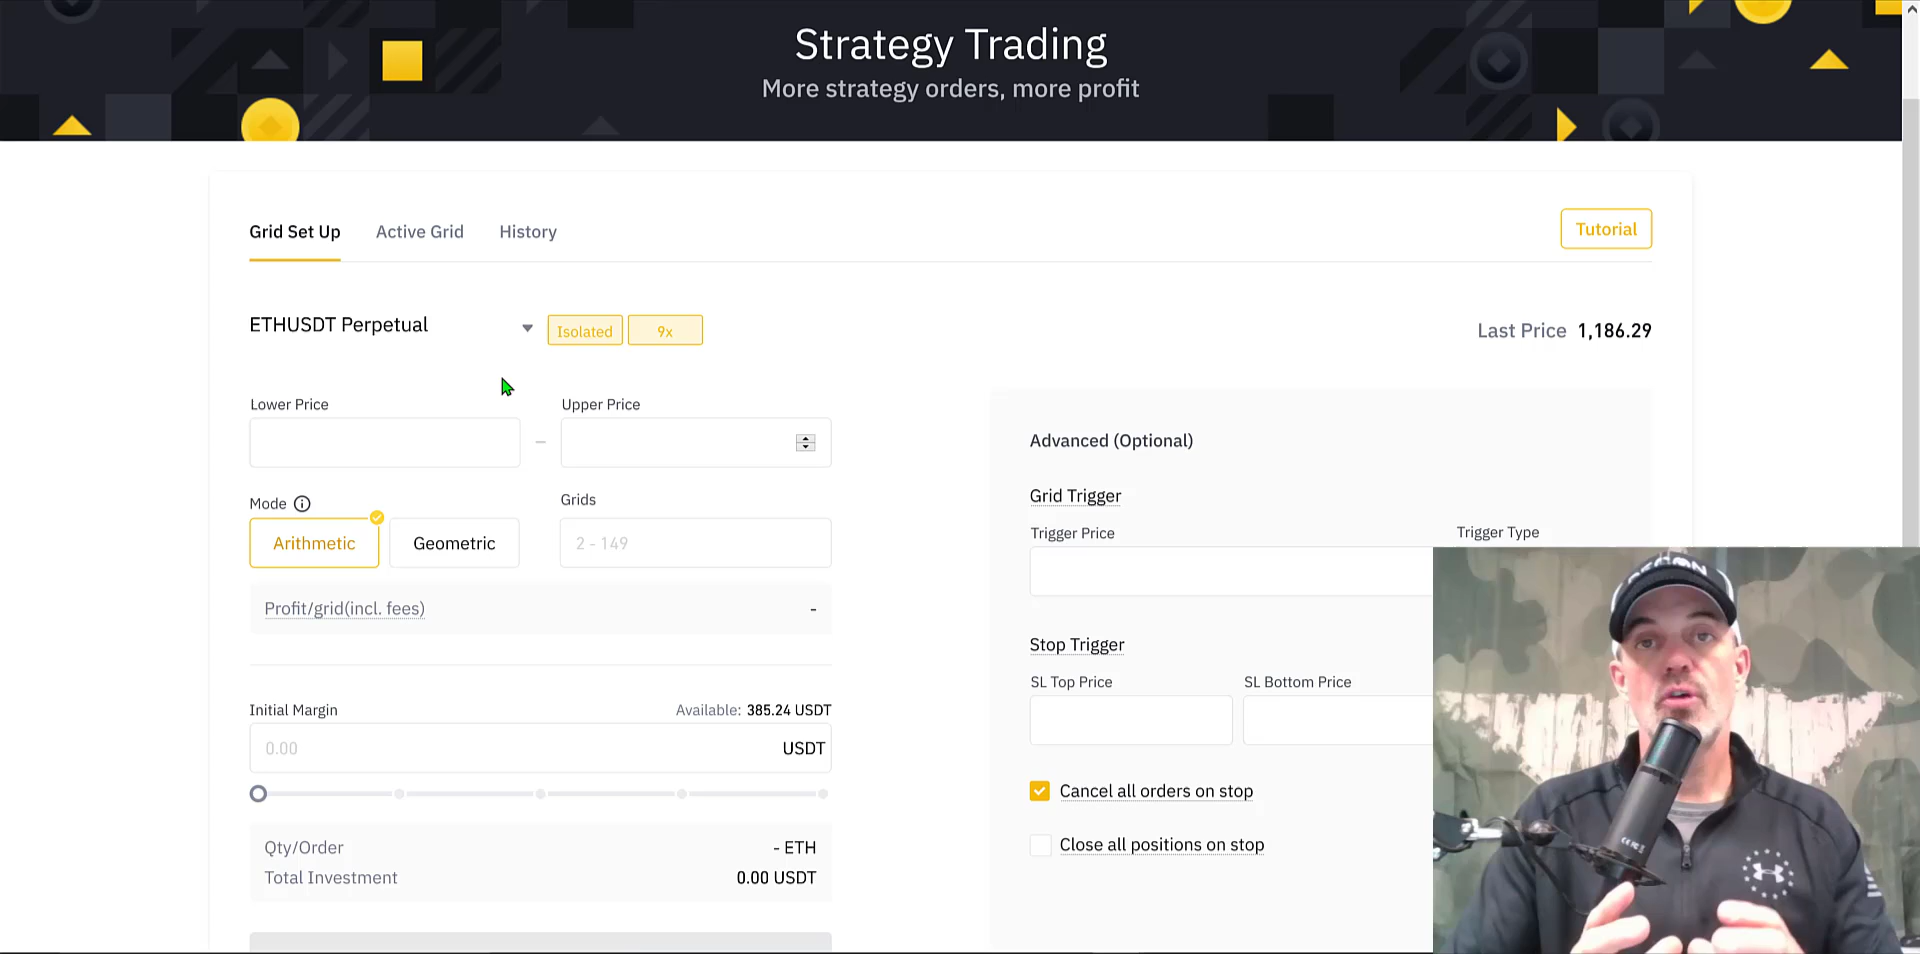 Strategy Trading
More strategy orders, more profit
Grid Set Up Active Grid History Tutorial
ETHUSDT Perpetual Isolated 9x Last Price 1,186.29
Lower Price Upper Price
–
Advanced (Optional)
Mode Grids
Grid Trigger
Arithmetic Geometric 2 - 149
Trigger Price Trigger Type
Profit/grid(incl. fees) -
Stop Trigger
SL Top Price SL Bottom Price
Initial Margin Available: 385.24 USDT
0.00 USDT
Cancel all orders on stop
Qty/Order - ETH
Close all positions on stop
Total Investment 0.00 USDT